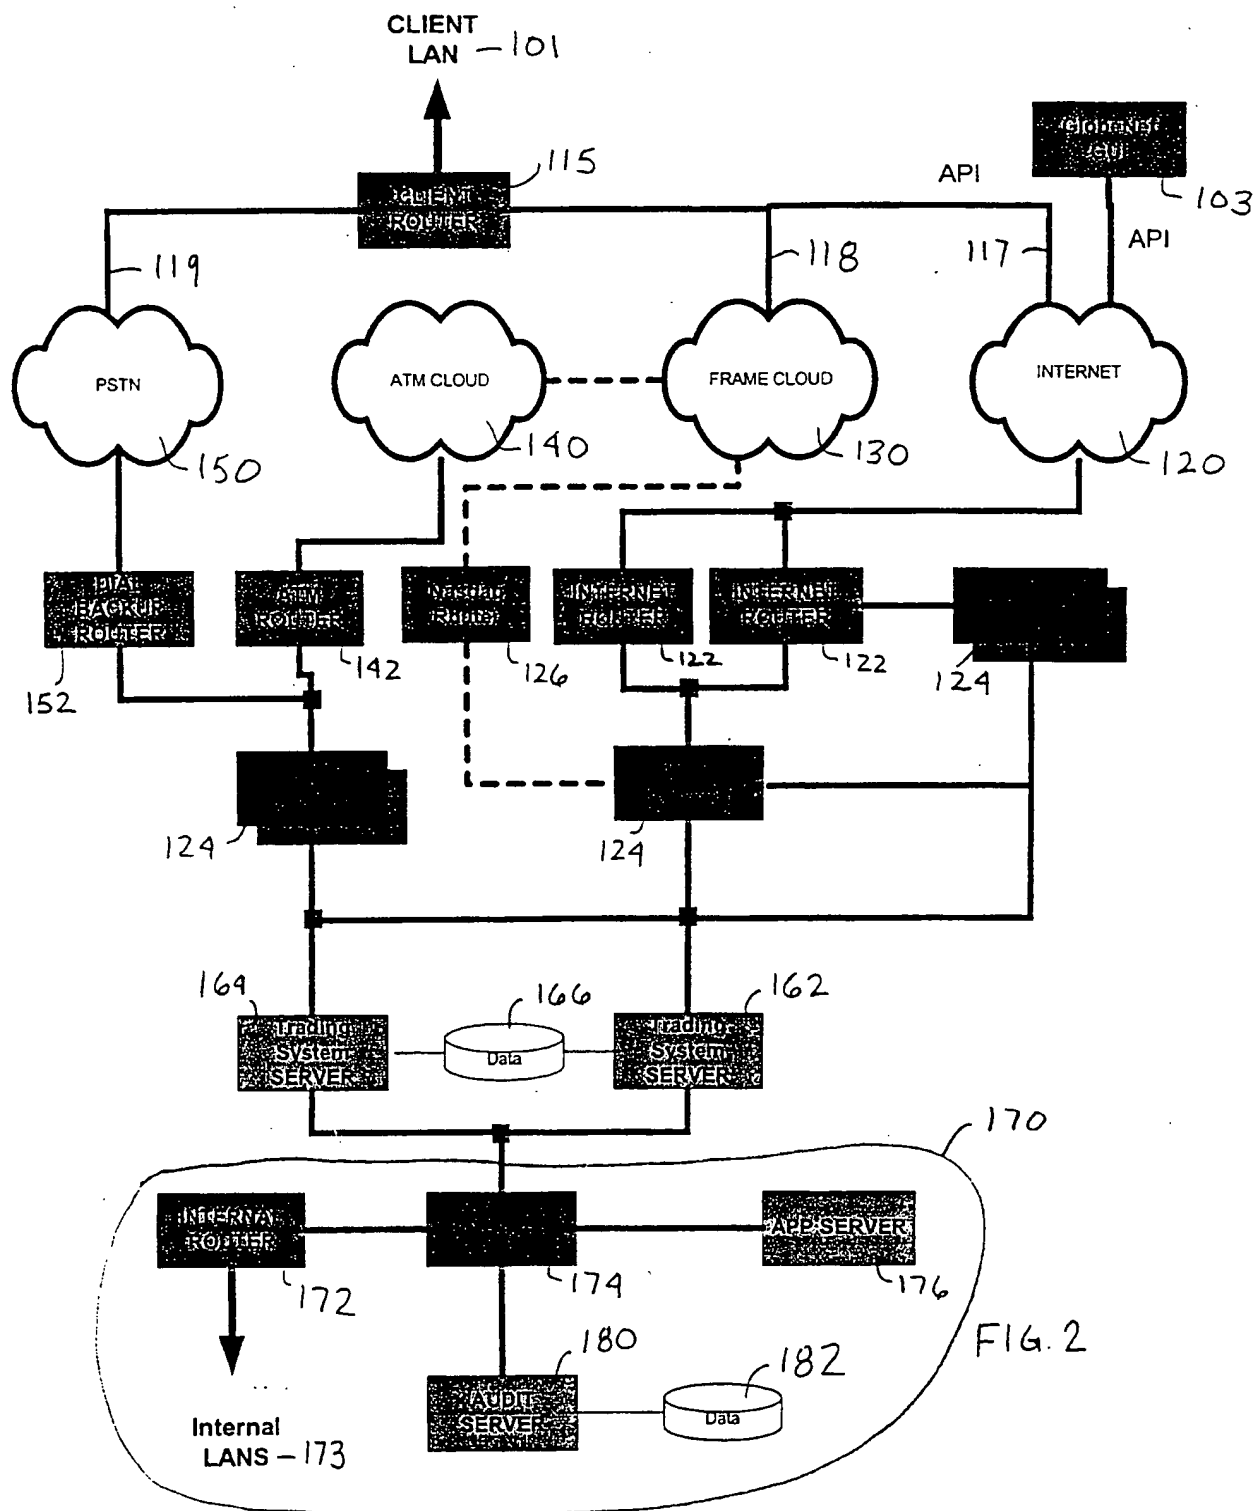 CLIENT
LAN - 101
GlobeNet
GUI
103
115
CLIENT
ROUTER
API
API
119
118
117
PSTN
ATM CLOUD
FRAME CLOUD
INTERNET
150
140
130
120
DIAL
BACKUP
ROUTER
152
ATM
ROUTER
142
Nasdaq
126
INTERNET
ROUTER
122
INTERNET
ROUTER
122
124
124
124
164
Trading
System
SERVER
166
Data
162
Trading
System
SERVER
170
INTERNAL
ROUTER
172
174
APP SERVER
176
180
AUDIT
SERVER
182
Data
Internal
LANS - 173
FIG. 2